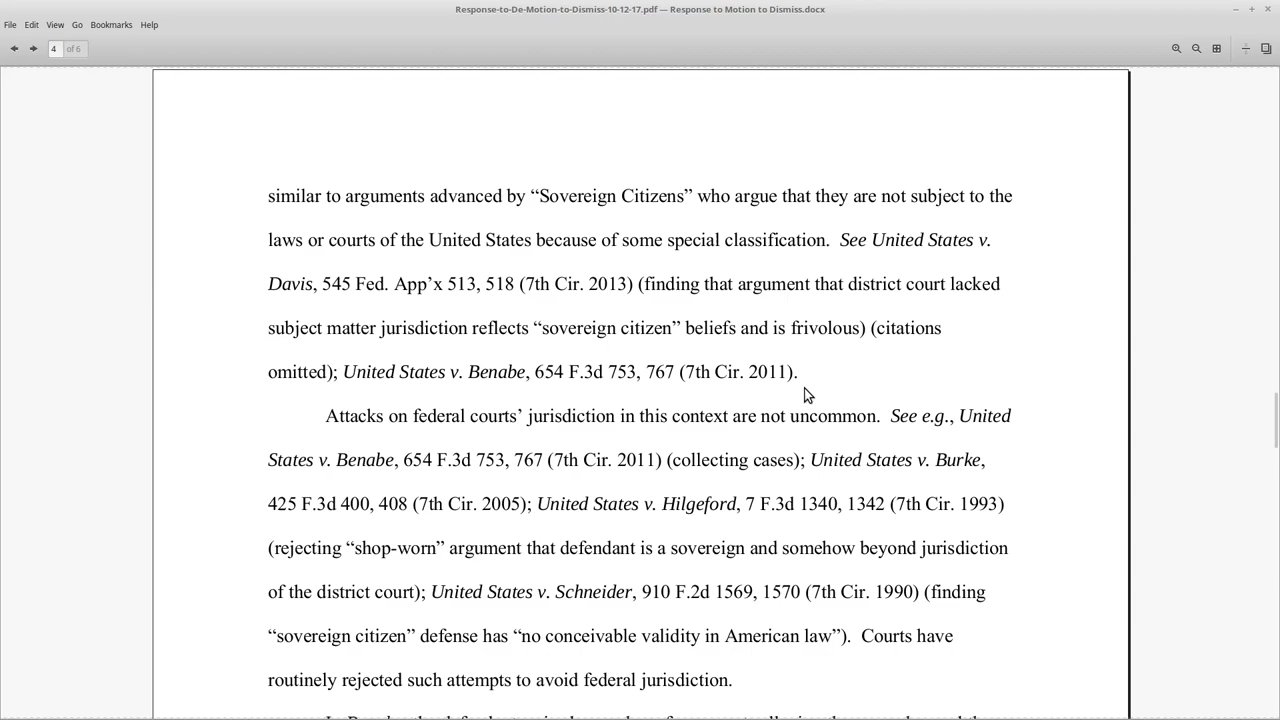 Response-to-De-Motion-to-Dismiss-10-12-17.pdf — Response to Motion to Dismiss.docx
File Edit View Go Bookmarks Help
4 of 6
similar to arguments advanced by “Sovereign Citizens” who argue that they are not subject to the
laws or courts of the United States because of some special classification.  See United States v.
Davis, 545 Fed. App’x 513, 518 (7th Cir. 2013) (finding that argument that district court lacked
subject matter jurisdiction reflects “sovereign citizen” beliefs and is frivolous) (citations
omitted); United States v. Benabe, 654 F.3d 753, 767 (7th Cir. 2011).
Attacks on federal courts’ jurisdiction in this context are not uncommon.  See e.g., United
States v. Benabe, 654 F.3d 753, 767 (7th Cir. 2011) (collecting cases); United States v. Burke,
425 F.3d 400, 408 (7th Cir. 2005); United States v. Hilgeford, 7 F.3d 1340, 1342 (7th Cir. 1993)
(rejecting “shop-worn” argument that defendant is a sovereign and somehow beyond jurisdiction
of the district court); United States v. Schneider, 910 F.2d 1569, 1570 (7th Cir. 1990) (finding
“sovereign citizen” defense has “no conceivable validity in American law”).  Courts have
routinely rejected such attempts to avoid federal jurisdiction.